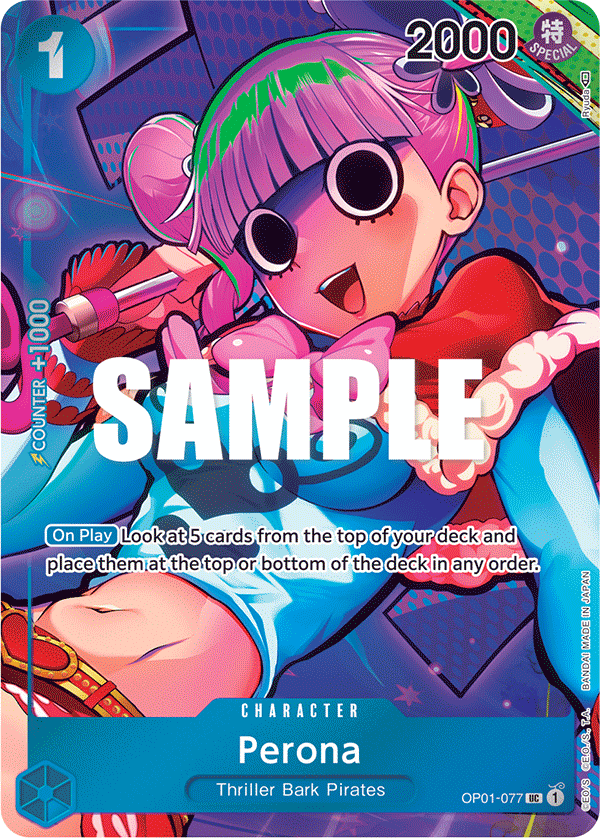 1
2000
特
SPECIAL
Ryuda
COUNTER +1000
SAMPLE
On Play Look at 5 cards from the top of your deck and
place them at the top or bottom of the deck in any order.
BANDAI MADE IN JAPAN
©E.O./S., T.A.
CHARACTER
Perona
Thriller Bark Pirates
OP01-077 UC 1